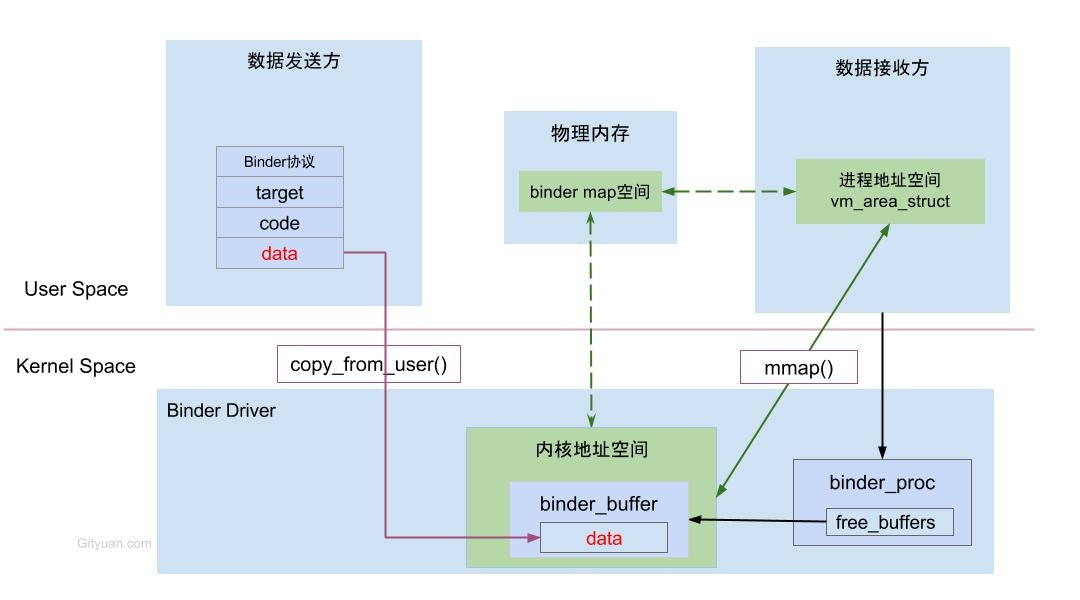 数据发送方
Binder协议
target
code
data
物理内存
binder map空间
数据接收方
进程地址空间
vm_area_struct
User Space
Kernel Space
copy_from_user()
mmap()
Binder Driver
内核地址空间
binder_buffer
data
binder_proc
free_buffers
Gityuan.com